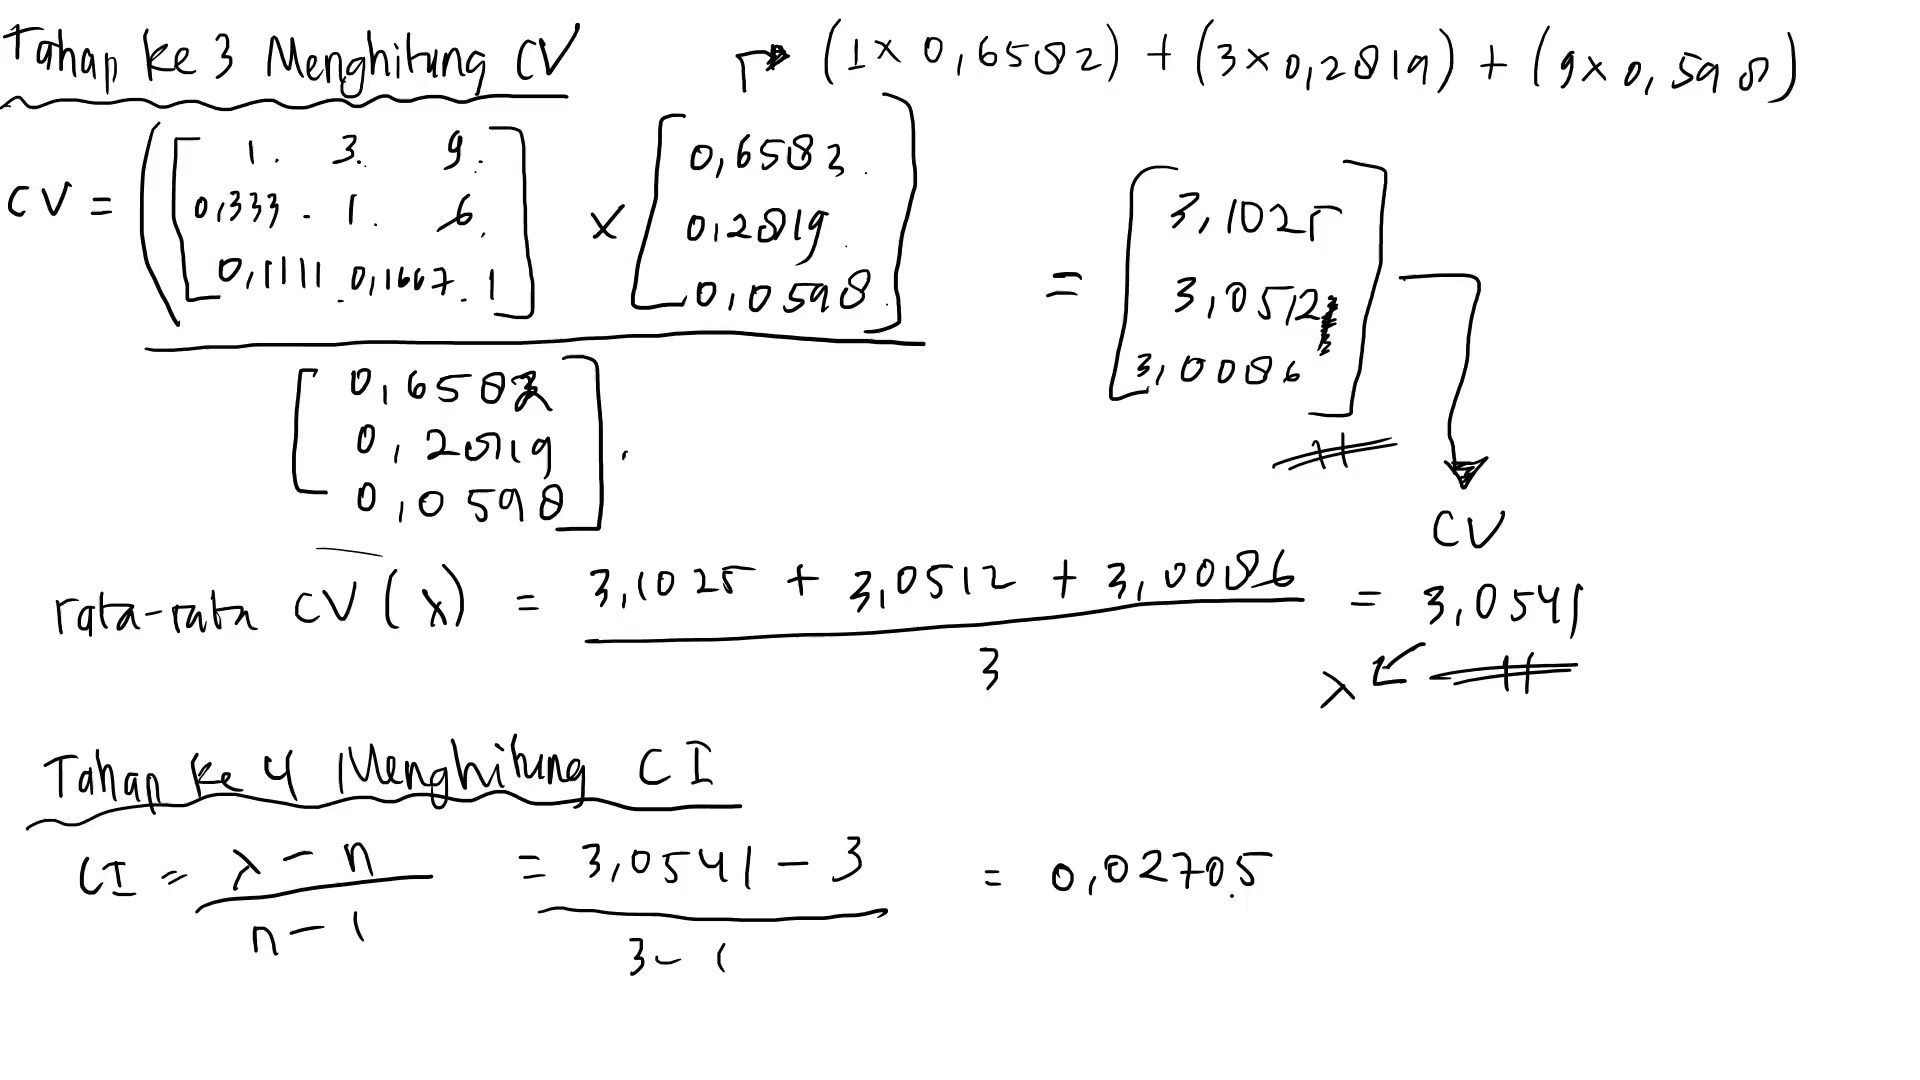 Tahap ke 3 Menghitung CV
(1 x 0,6582) + (3 x 0,2819) + (9 x 0,598)
CV = ([1. 3. 9.
0,333 . 1. 6.
0,1111 . 0,1667 . 1]
x [0,6583
0,2819
0,0598])
[0,6583
0,2819
0,0598].
= [3,1025
3,0512
3,0086]
CV
rata-rata CV (x) = 3,1025 + 3,0512 + 3,0086 = 3,0541
3
λ
Tahap ke 4 Menghitung CI
CI = λ - n = 3,0541 - 3 = 0,02705
n - 1 3 - 1